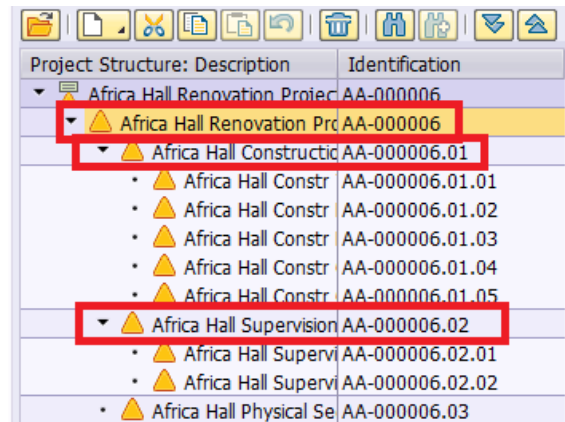 Project Structure: Description Identification
Africa Hall Renovation Projec AA-000006
Africa Hall Renovation Pro AA-000006
Africa Hall Constructio AA-000006.01
Africa Hall Constr AA-000006.01.01
Africa Hall Constr AA-000006.01.02
Africa Hall Constr AA-000006.01.03
Africa Hall Constr AA-000006.01.04
Africa Hall Constr AA-000006.01.05
Africa Hall Supervision AA-000006.02
Africa Hall Supervi AA-000006.02.01
Africa Hall Supervi AA-000006.02.02
Africa Hall Physical Se AA-000006.03